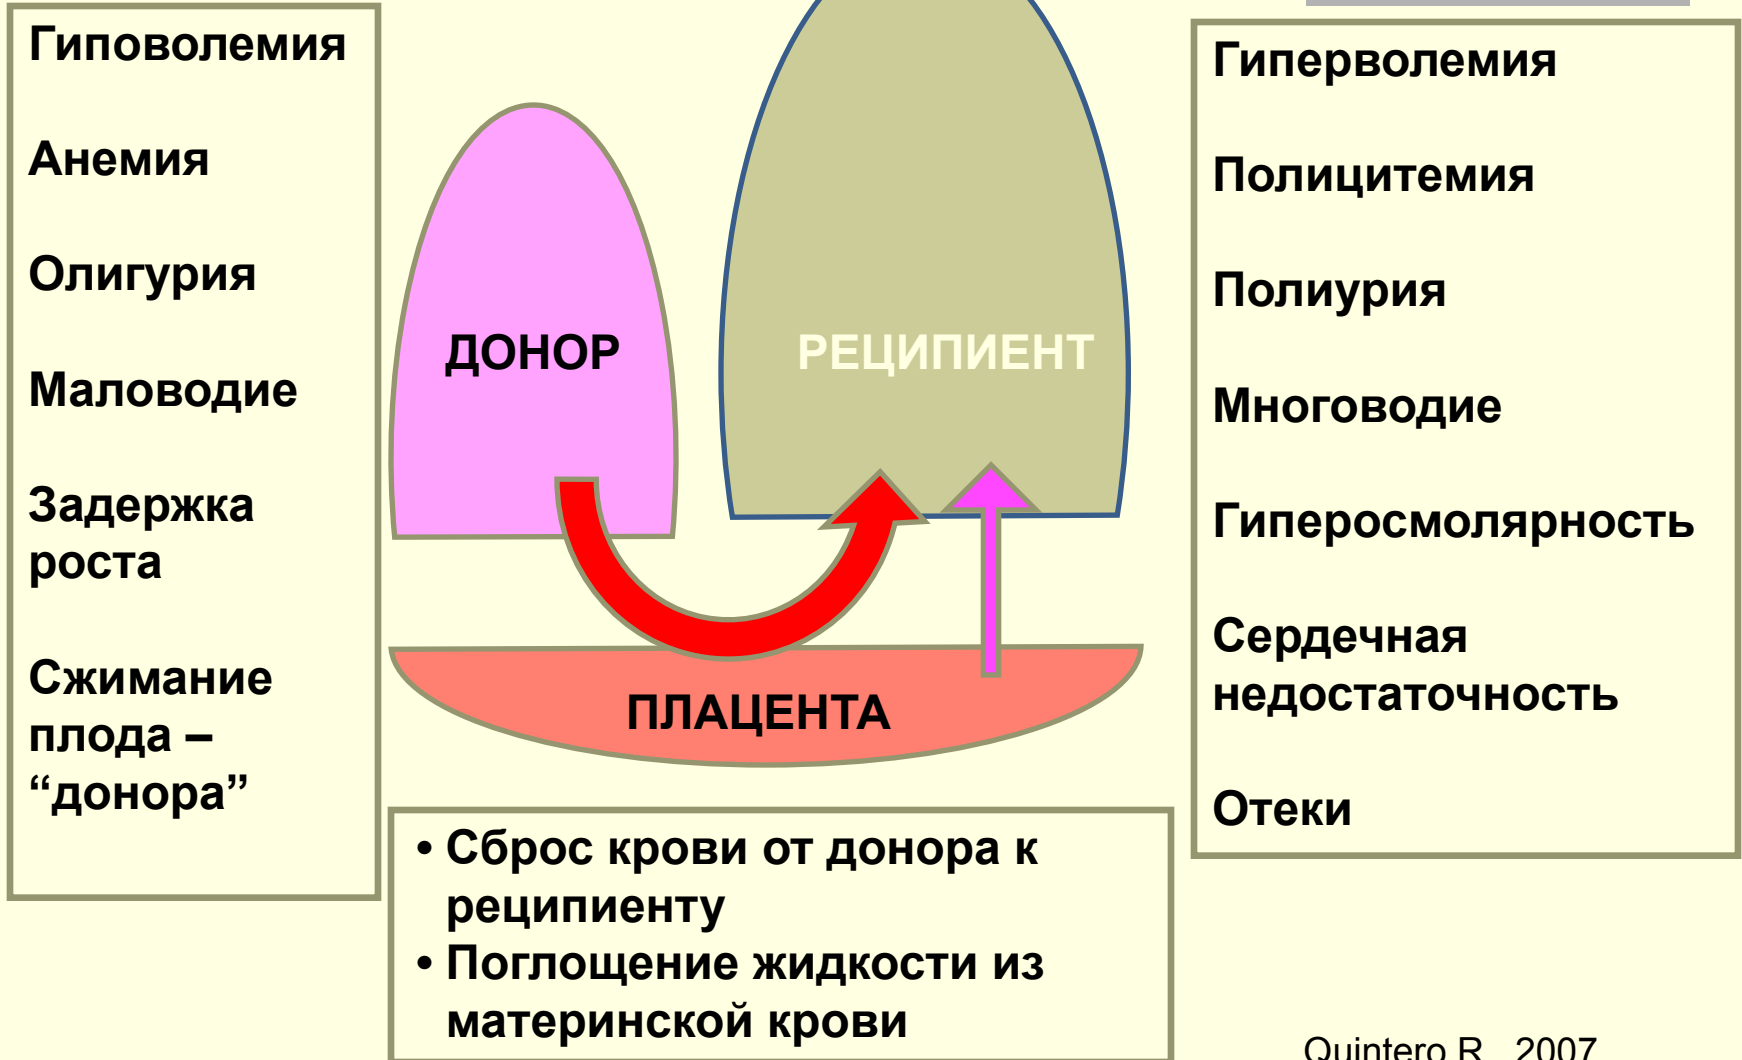 Гиповолемия
Анемия
Олигурия
Маловодие
Задержка
роста
Сжимание
плода –
“донора”
ДОНОР
РЕЦИПИЕНТ
ПЛАЦЕНТА
• Сброс крови от донора к
реципиенту
• Поглощение жидкости из
материнской крови
Гиперволемия
Полицитемия
Полиурия
Многоводие
Гиперосмолярность
Сердечная
недостаточность
Отеки
Quintero R., 2007